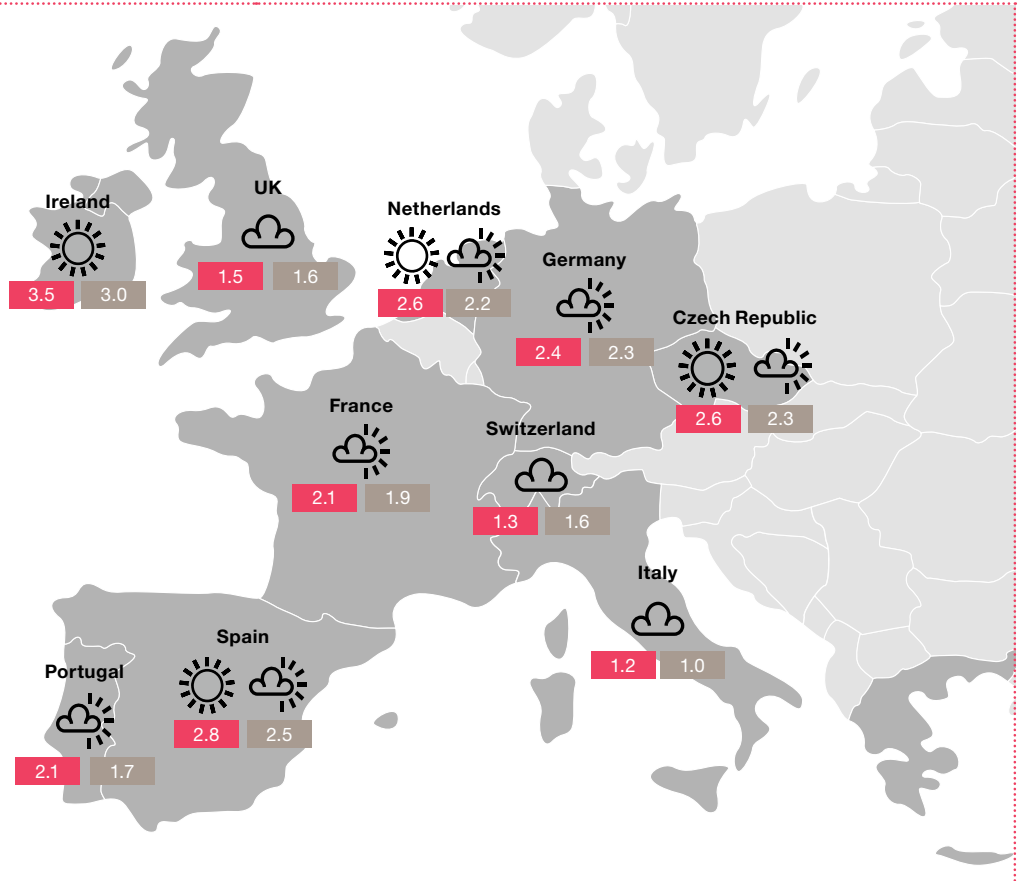 Ireland
3.5 3.0
UK
1.5 1.6
Netherlands
2.6 2.2
Germany
2.4 2.3
Czech Republic
2.6 2.3
France
2.1 1.9
Switzerland
1.3 1.6
Italy
1.2 1.0
Spain
2.8 2.5
Portugal
2.1 1.7